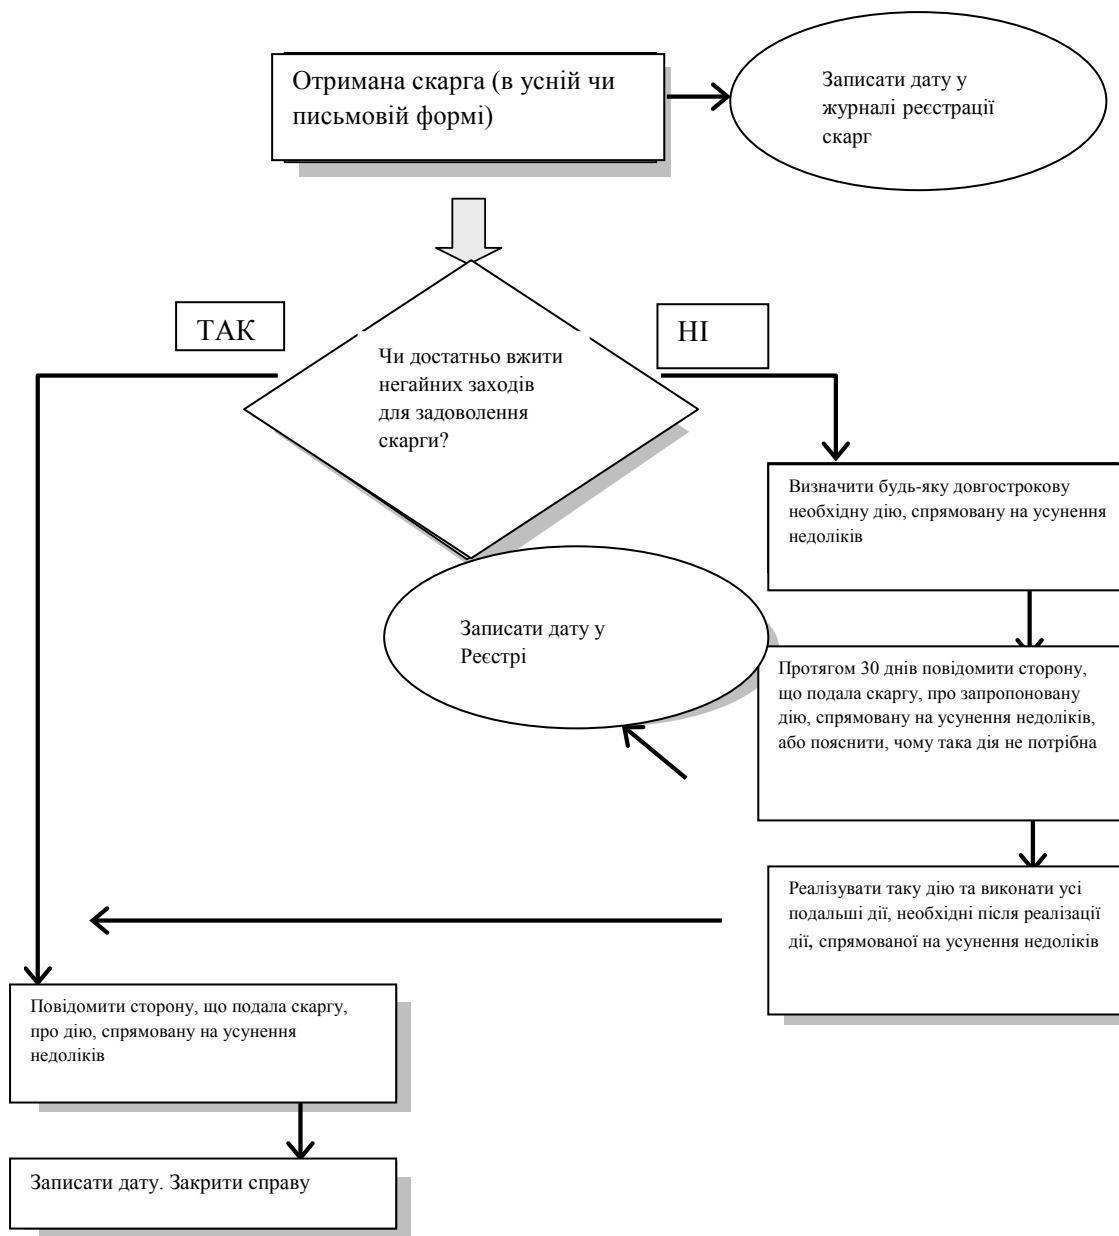 Отримана скарга (в усній чи
письмовій формі)
Записати дату у
журналі реєстрації
скарг
ТАК
НІ
Чи достатньо вжити
негайних заходів
для задоволення
скарги?
Визначити будь-яку довгострокову
необхідну дію, спрямовану на усунення
недоліків
Записати дату у
Реєстрі
Протягом 30 днів повідомити сторону,
що подала скаргу, про запропоновану
дію, спрямовану на усунення недоліків,
або пояснити, чому така дія не потрібна
Реалізувати таку дію та виконати усі
подальші дії, необхідні після реалізації
дії, спрямованої на усунення недоліків
Повідомити сторону, що подала скаргу,
про дію, спрямовану на усунення
недоліків
Записати дату. Закрити справу